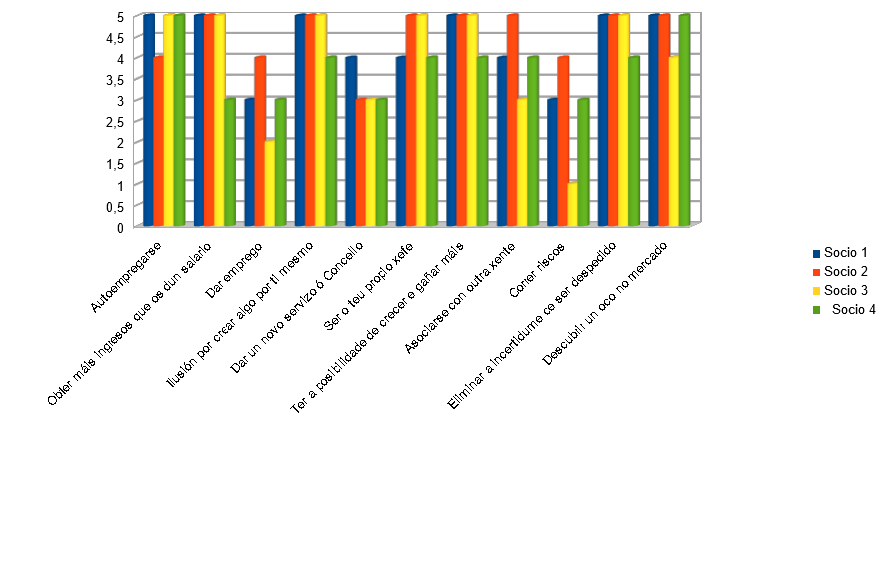 5
4,5
4
3,5
3
2,5
2
1,5
1
0,5
0
Autoempregarse
Obter máis ingresos que os dun salario
Dar emprego
Ilusión por crear algo por ti mesmo
Dar un novo servizo ó Concello
Ser o teu propio xefe
Ter a posibilidade de crecer e gañar máis
Asociarse con outra xente
Correr riscos
Eliminar a incertidume de ser despedido
Descubrir un oco no mercado
Socio 1
Socio 2
Socio 3
Socio 4